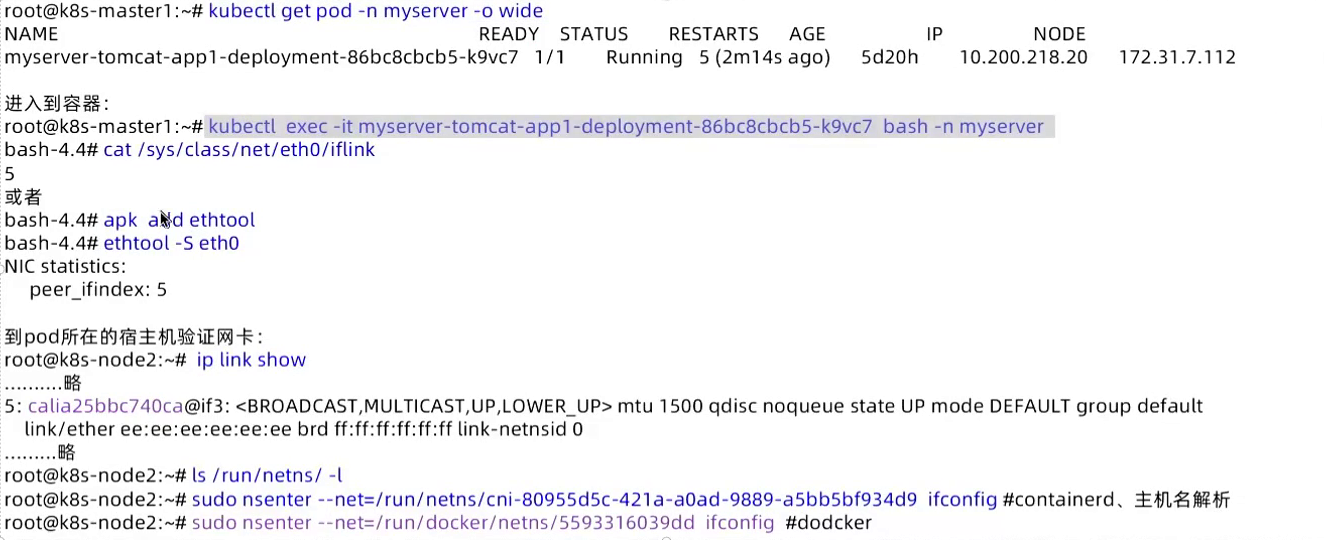 root@k8s-master1:~# kubectl get pod -n myserver -o wide
NAME READY STATUS RESTARTS AGE IP NODE
myserver-tomcat-app1-deployment-86bc8cbcb5-k9vc7 1/1 Running 5 (2m14s ago) 5d20h 10.200.218.20 172.31.7.112
进入到容器：
root@k8s-master1:~# kubectl exec -it myserver-tomcat-app1-deployment-86bc8cbcb5-k9vc7 bash -n myserver
bash-4.4# cat /sys/class/net/eth0/iflink
5
或者
bash-4.4# apk add ethtool
bash-4.4# ethtool -S eth0
NIC statistics:
peer_ifindex: 5
到pod所在的宿主机验证网卡：
root@k8s-node2:~# ip link show
..........略
5: calia25bbc740ca@if3: <BROADCAST,MULTICAST,UP,LOWER_UP> mtu 1500 qdisc noqueue state UP mode DEFAULT group default
link/ether ee:ee:ee:ee:ee:ee brd ff:ff:ff:ff:ff:ff link-netnsid 0
.........略
root@k8s-node2:~# ls /run/netns/ -l
root@k8s-node2:~# sudo nsenter --net=/run/netns/cni-80955d5c-421a-a0ad-9889-a5bb5bf934d9 ifconfig #containerd、主机名解析
root@k8s-node2:~# sudo nsenter --net=/run/docker/netns/5593316039dd ifconfig #dodcker